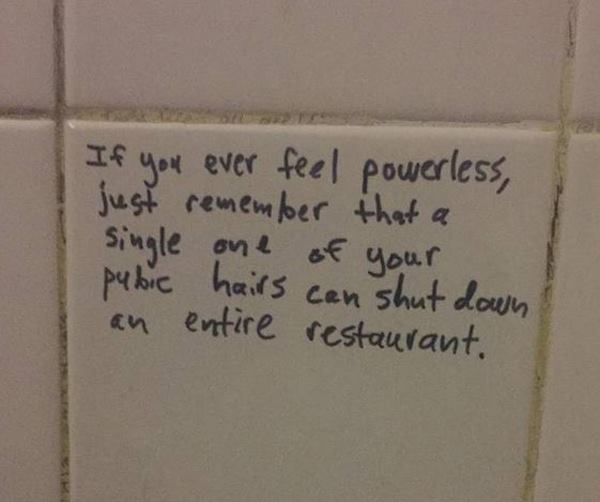 If you ever feel powerless,
just remember that a
single one of your
pubic hairs can shut down
an entire restaurant.